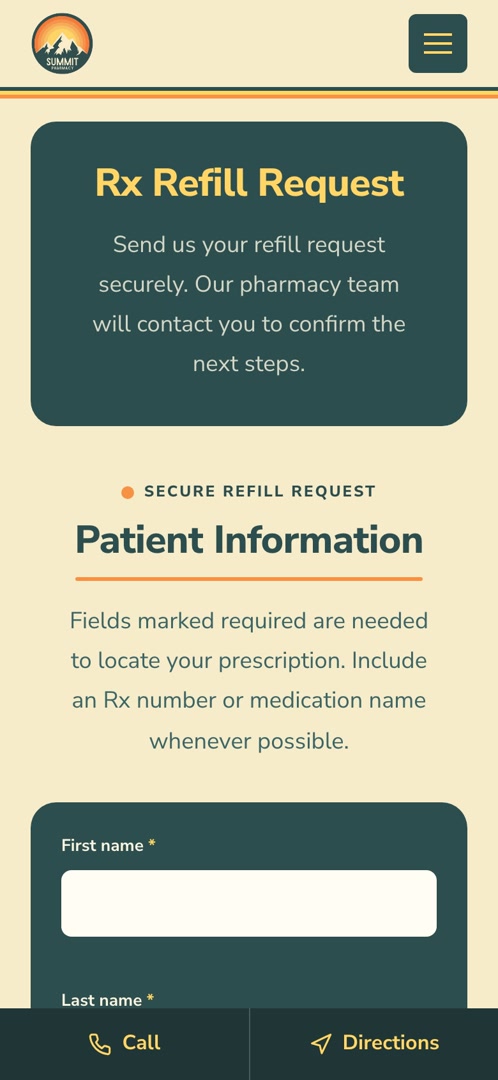 SUMMIT
PHARMACY
Rx Refill Request
Send us your refill request
securely. Our pharmacy team
will contact you to confirm the
next steps.
SECURE REFILL REQUEST
Patient Information
Fields marked required are needed
to locate your prescription. Include
an Rx number or medication name
whenever possible.
First name *
Last name *
Call
Directions